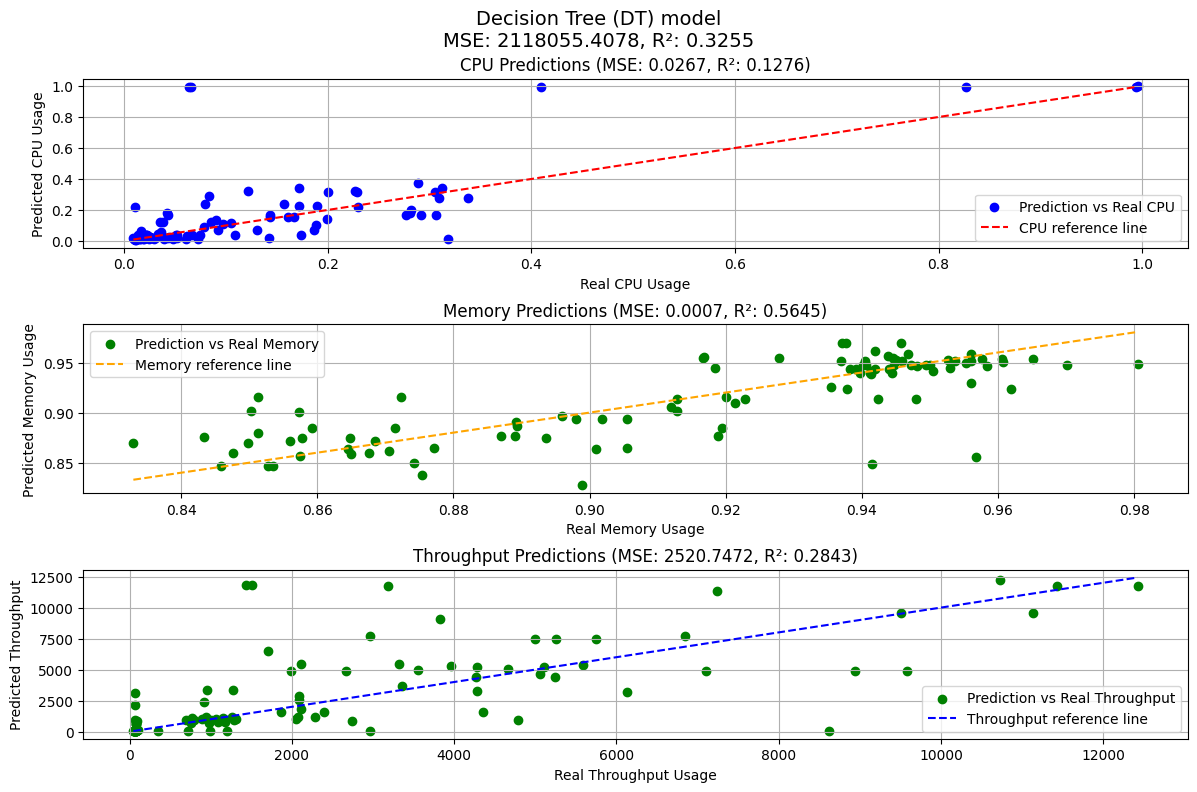 Decision Tree (DT) model
MSE: 2118055.4078, R²: 0.3255
CPU Predictions (MSE: 0.0267, R²: 0.1276)
Predicted CPU Usage
1.0
0.8
0.6
0.4
0.2
0.0
Prediction vs Real CPU
CPU reference line
0.0 0.2 0.4 0.6 0.8 1.0
Real CPU Usage
Memory Predictions (MSE: 0.0007, R²: 0.5645)
Predicted Memory Usage
0.95
0.90
0.85
Prediction vs Real Memory
Memory reference line
0.84 0.86 0.88 0.90 0.92 0.94 0.96 0.98
Real Memory Usage
Throughput Predictions (MSE: 2520.7472, R²: 0.2843)
Predicted Throughput
12500
10000
7500
5000
2500
0
Prediction vs Real Throughput
Throughput reference line
0 2000 4000 6000 8000 10000 12000
Real Throughput Usage